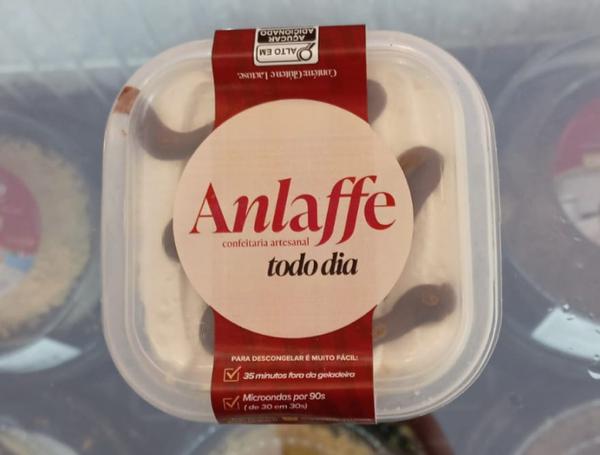 ALTO EM
AÇÚCAR
ADICIONADO
Contém Glúten e Lactose.
Anlaffe
confeitaria artesanal
todo dia
PARA DESCONGELAR É MUITO FÁCIL:
35 minutos fora da geladeira
Microondas por 90s
( de 30 em 30s)